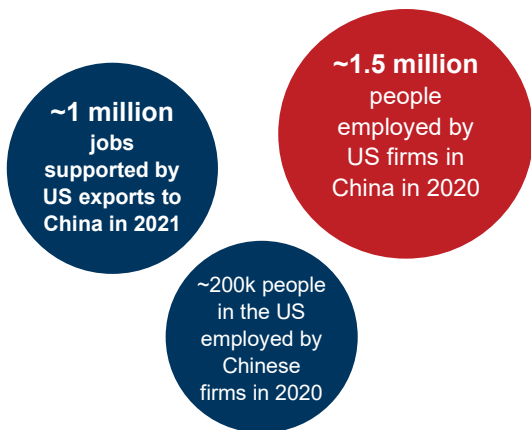 ~1 million
jobs
supported by
US exports to
China in 2021
~1.5 million
people
employed by
US firms in
China in 2020
~200k people
in the US
employed by
Chinese
firms in 2020